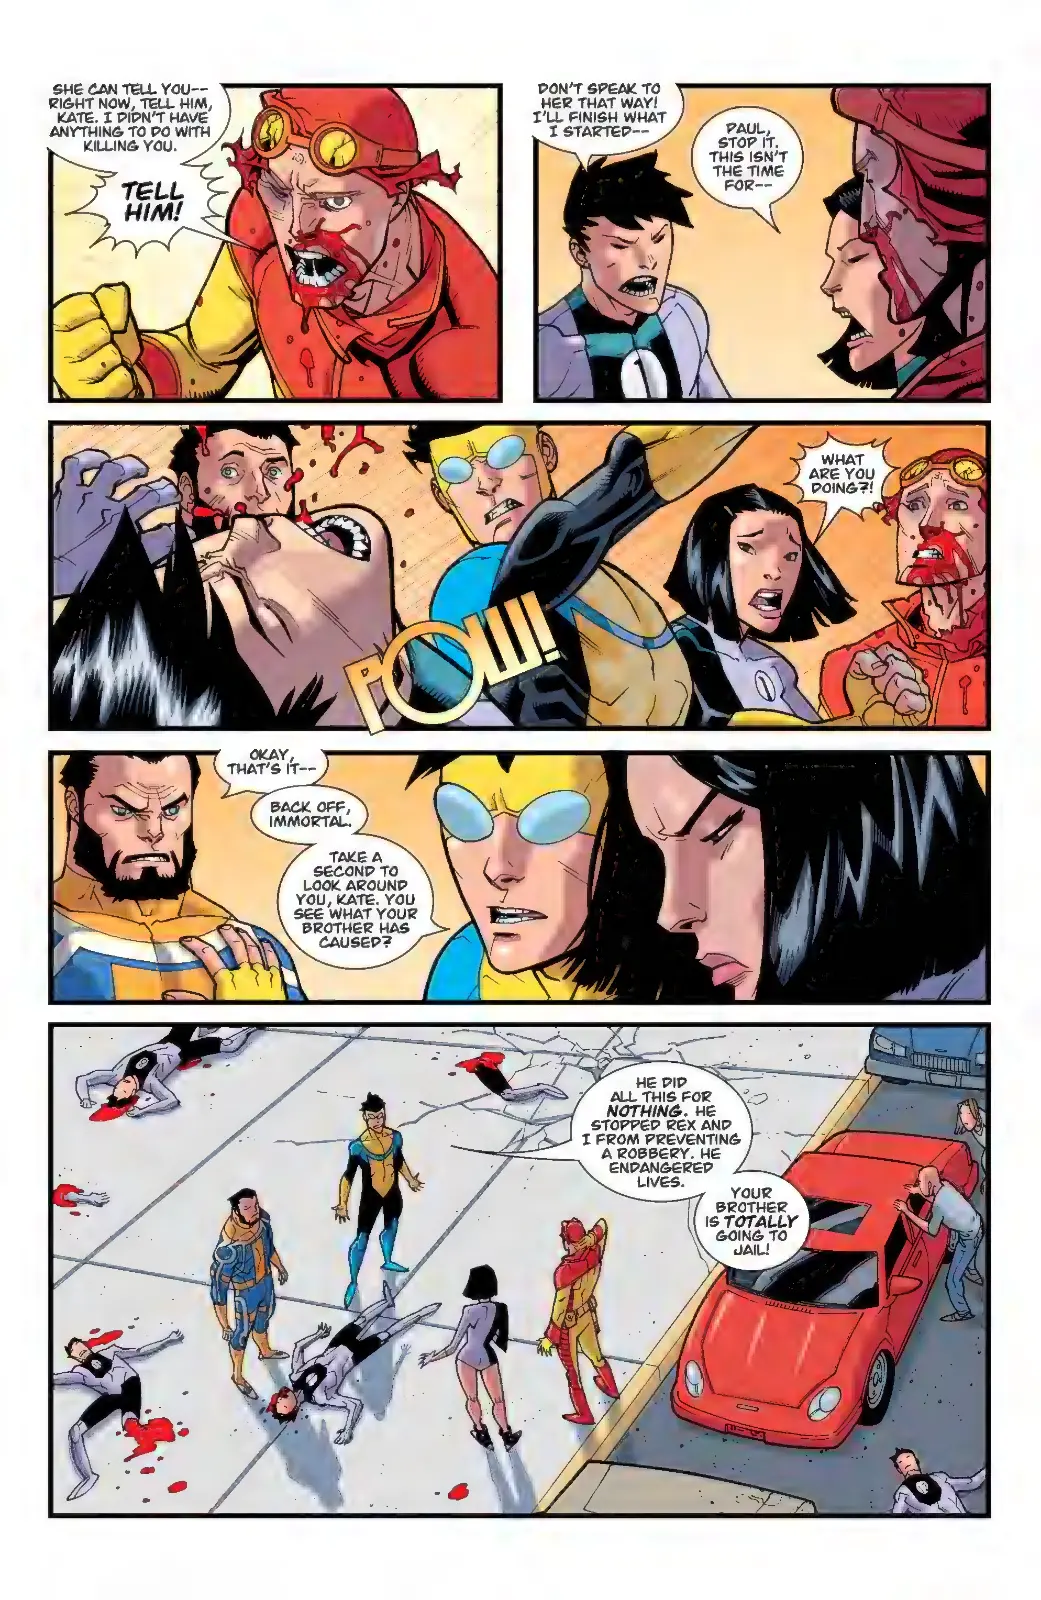 SHE CAN TELL YOU--
RIGHT NOW, TELL HIM,
KATE. I DIDN'T HAVE
ANYTHING TO DO WITH
KILLING YOU.
TELL
HIM!
DON'T SPEAK TO
HER THAT WAY!
I'LL FINISH WHAT
I STARTED--
PAUL,
STOP IT.
THIS ISN'T
THE TIME
FOR--
1
POW!!
WHAT
ARE YOU
DOING?!
0
OKAY,
THAT'S IT--
BACK OFF,
IMMORTAL.
TAKE A
SECOND TO
LOOK AROUND
YOU, KATE. YOU
SEE WHAT YOUR
BROTHER HAS
CAUSED?
HE DID
ALL THIS FOR
NOTHING. HE
STOPPED REX AND
I FROM PREVENTING
A ROBBERY. HE
ENDANGERED
LIVES.
YOUR
BROTHER
IS TOTALLY
GOING TO
JAIL!